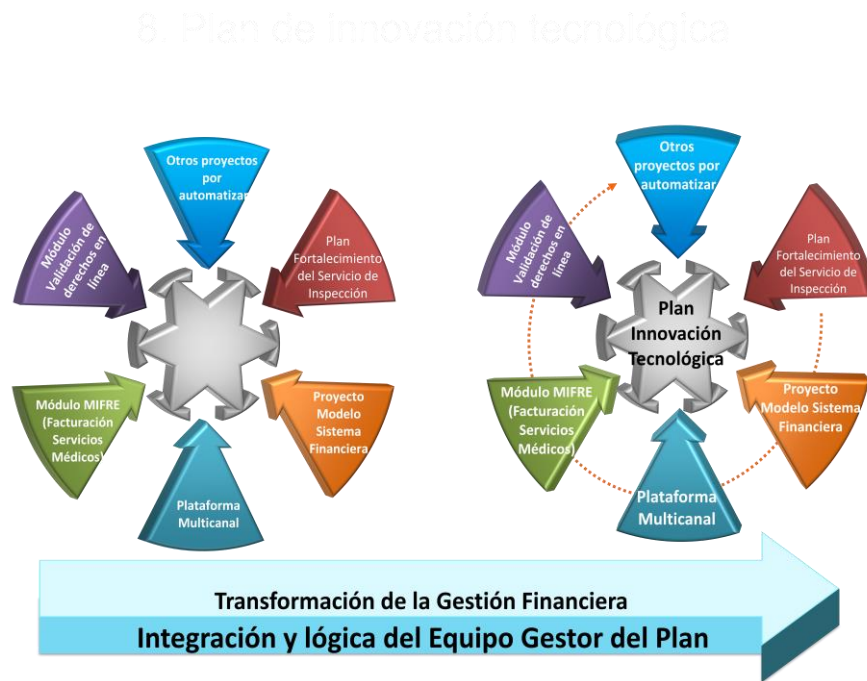 8. Plan de innovación tecnológica
Otros proyectos
por
automatizar
Módulo
Validación de
derechos en
línea
Plan
Fortalecimiento
del Servicio de
Inspección
Módulo MIFRE
(Facturación
Servicios
Médicos)
Proyecto
Modelo
Sistema
Financiera
Plataforma
Multicanal
Otros
proyectos por
automatizar
Módulo
Validación de
derechos en
línea
Plan
Fortalecimiento
del Servicio de
Inspección
Plan
Innovación
Tecnológica
Módulo MIFRE
(Facturación
Servicios
Médicos)
Proyecto
Modelo Sistema
Financiera
Plataforma
Multicanal
Transformación de la Gestión Financiera
Integración y lógica del Equipo Gestor del Plan